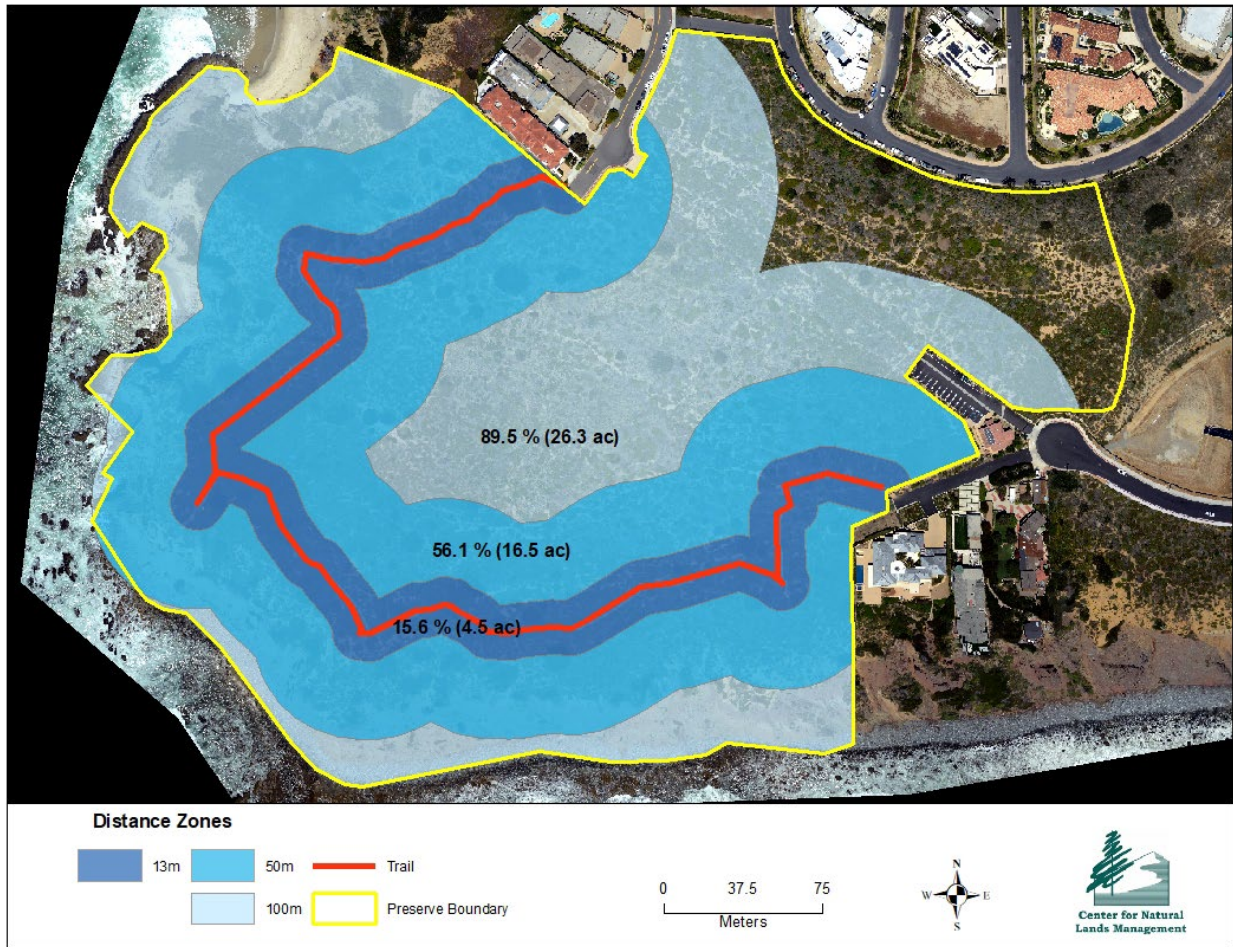 89.5 % (26.3 ac)
56.1 % (16.5 ac)
15.6 % (4.5 ac)
Distance Zones
13m
50m
Trail
100m
Preserve Boundary
0 37.5 75
Meters
N
W E
S
Center for Natural
Lands Management